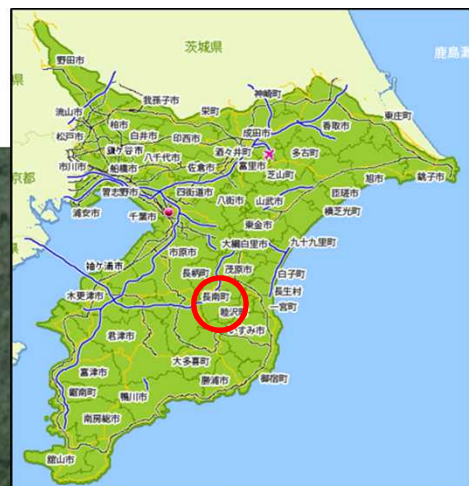 茨城県
鹿島灘
野田市
我孫子市
神崎町
東庄町
流山市
柏市
栄町
成田市
香取市
松戸市
白井市
印西市
鎌ケ谷市
酒々井町
多古町
市川市
船橋市
八千代市
佐倉市
富里市
芝山町
旭市
銚子市
京都
習志野市
四街道市
八街市
山武市
匝瑳市
横芝光町
浦安市
千葉市
東金市
大網白里市
九十九里町
市原市
袖ケ浦市
長柄町
茂原市
白子町
木更津市
長南町
長生村
睦沢町
一宮町
君津市
いすみ市
大多喜町
富津市
勝浦市
御宿町
鋸南町
鴨川市
南房総市
館山市